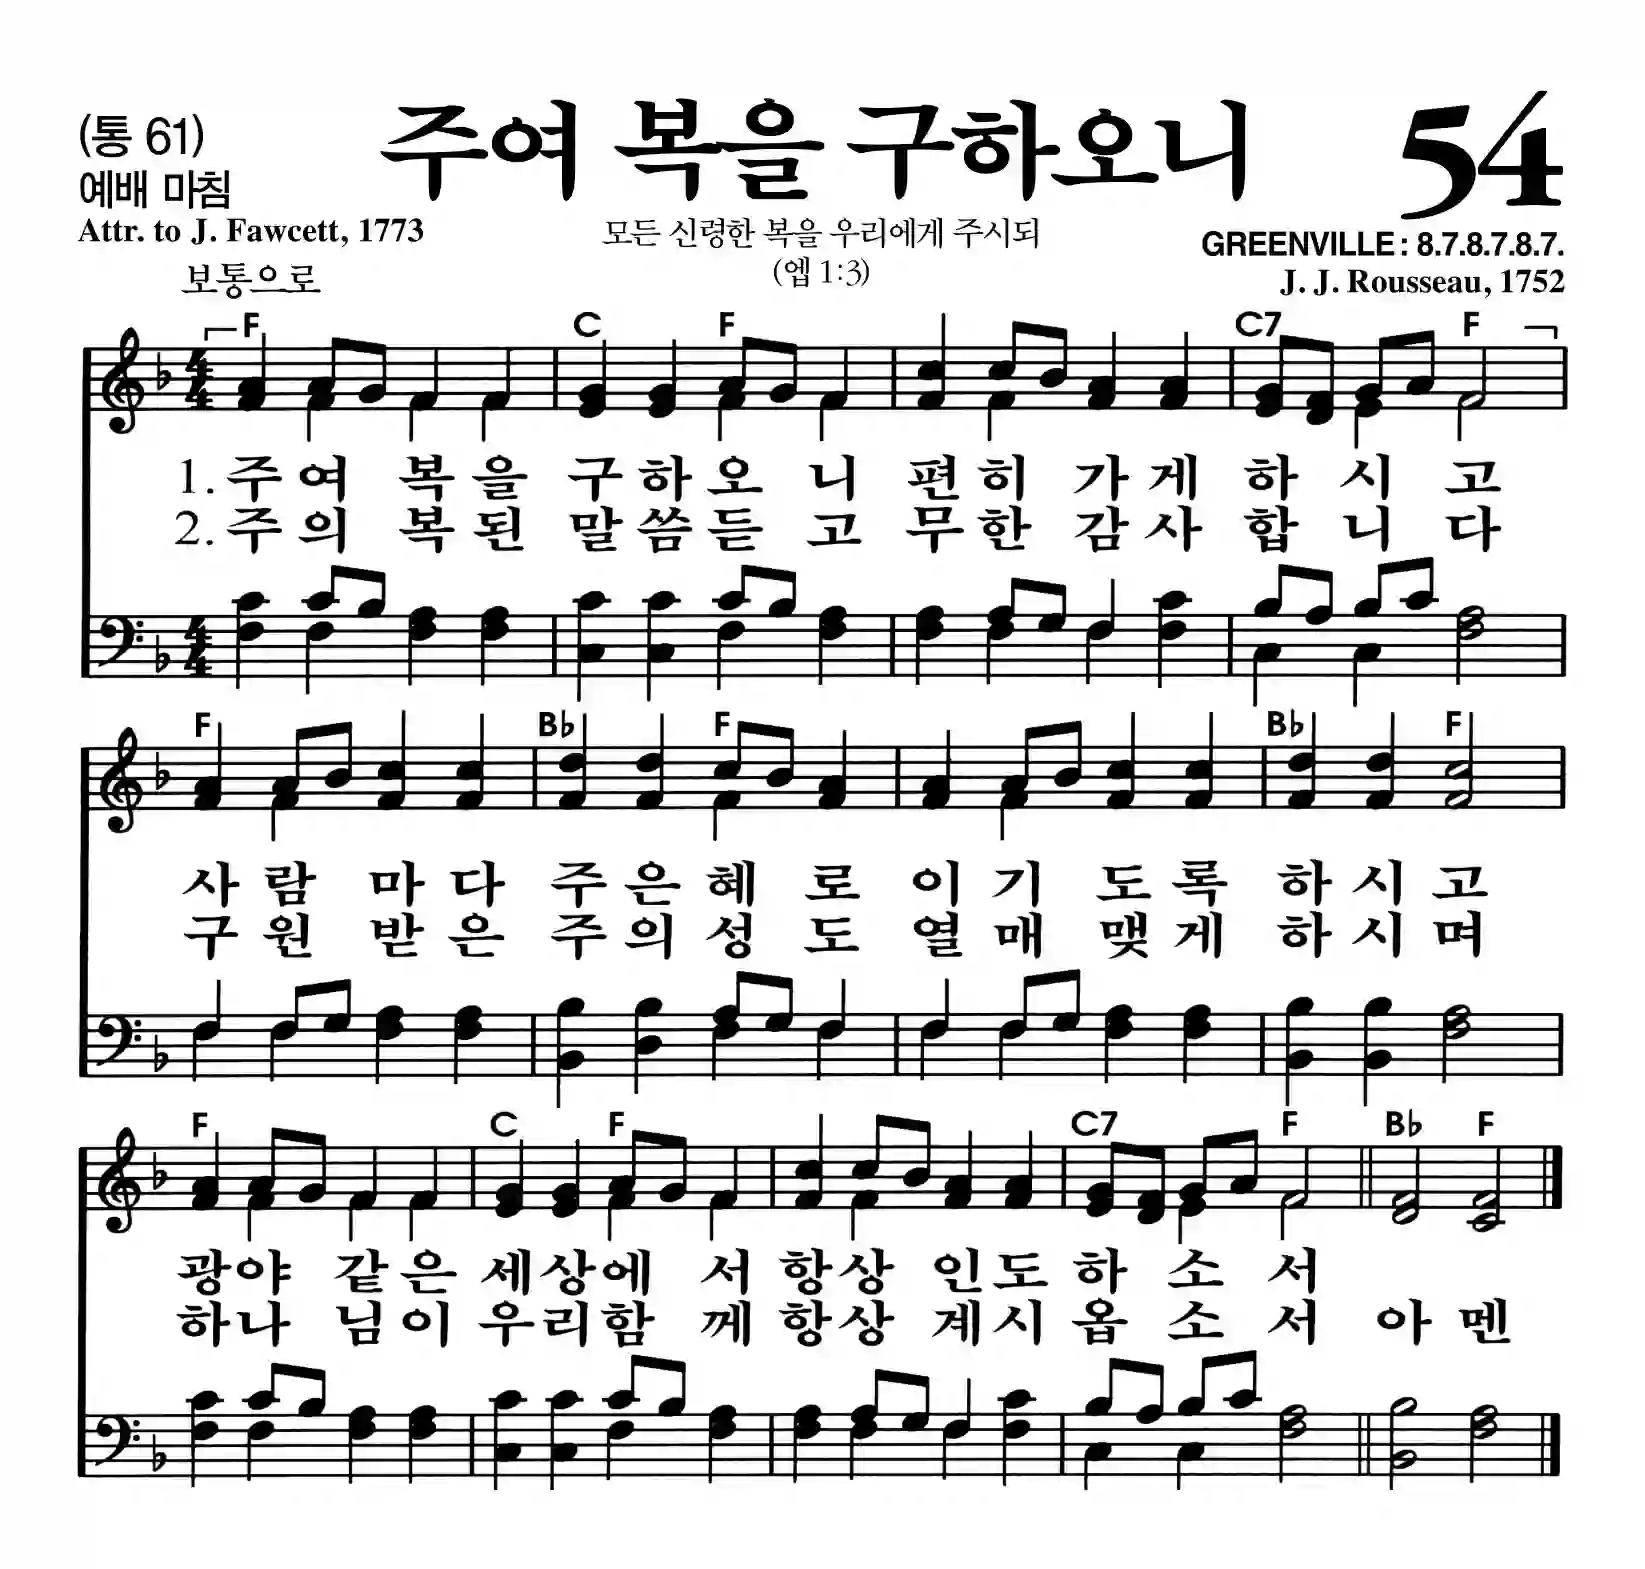 (통 61)
주여 복을 구하오니
54
예배 마침
Attr. to J. Fawcett, 1773
모든 신령한 복을 우리에게 주시되
(엡 1:3)
GREENVILLE: 8.7.8.7.8.7.
J. J. Rousseau, 1752
보통으로
F C F C7 F
1. 주여 복을 구하오니 편히 가게 하시고
2. 주의 복된 말씀듣고 무한 감사 합니다
F B♭ F B♭ F
사람 마다 주은혜로 이기 도록 하시고
구원 받은 주의성도 열매 맺게 하시며
F C F C7 F B♭ F
광야 같은 세상에서 항상 인도하소서
하나님이 우리함께 항상 계시옵소서 아멘